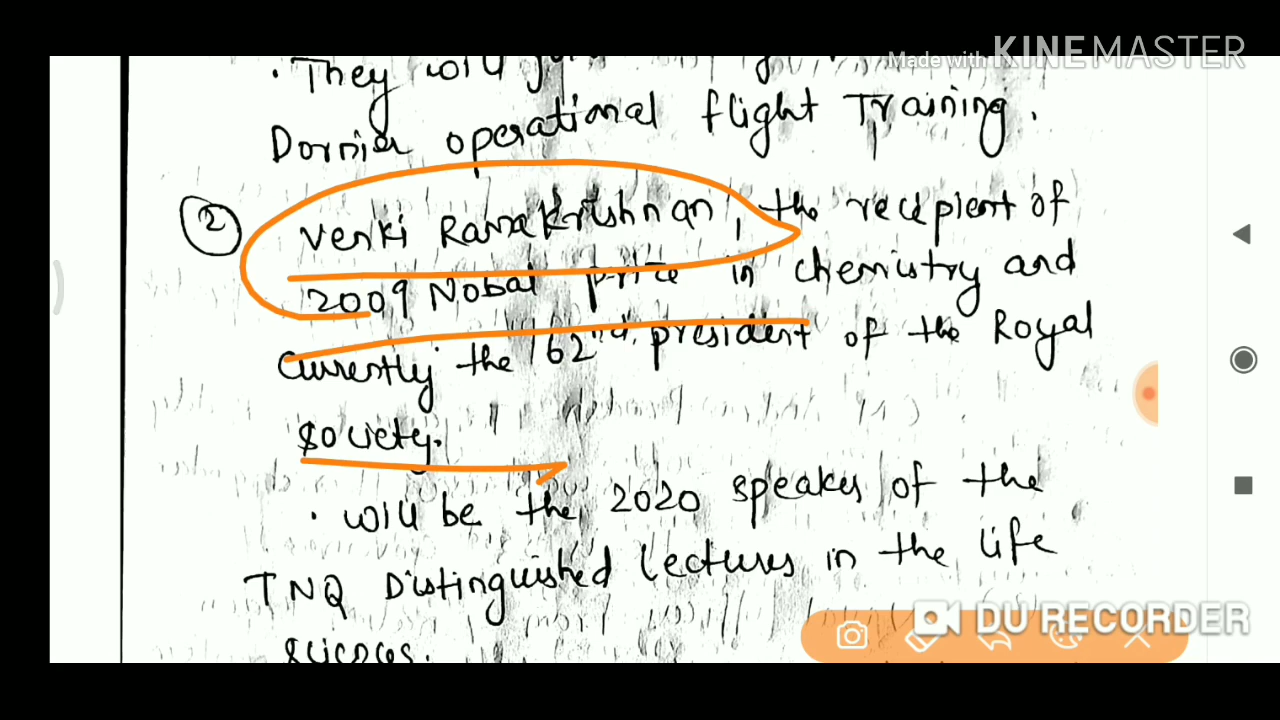 Made with KINEMASTER
. They will
Dornier operational flight Training.
2 Venki Ramakrishnan, the recipient of
2009 Nobal prize in chemistry and
Currently the 62nd president of the Royal
society.
. will be the 2020 speaker of the
TNQ Distinguished lectures in the life
sciences.
DU RECORDER